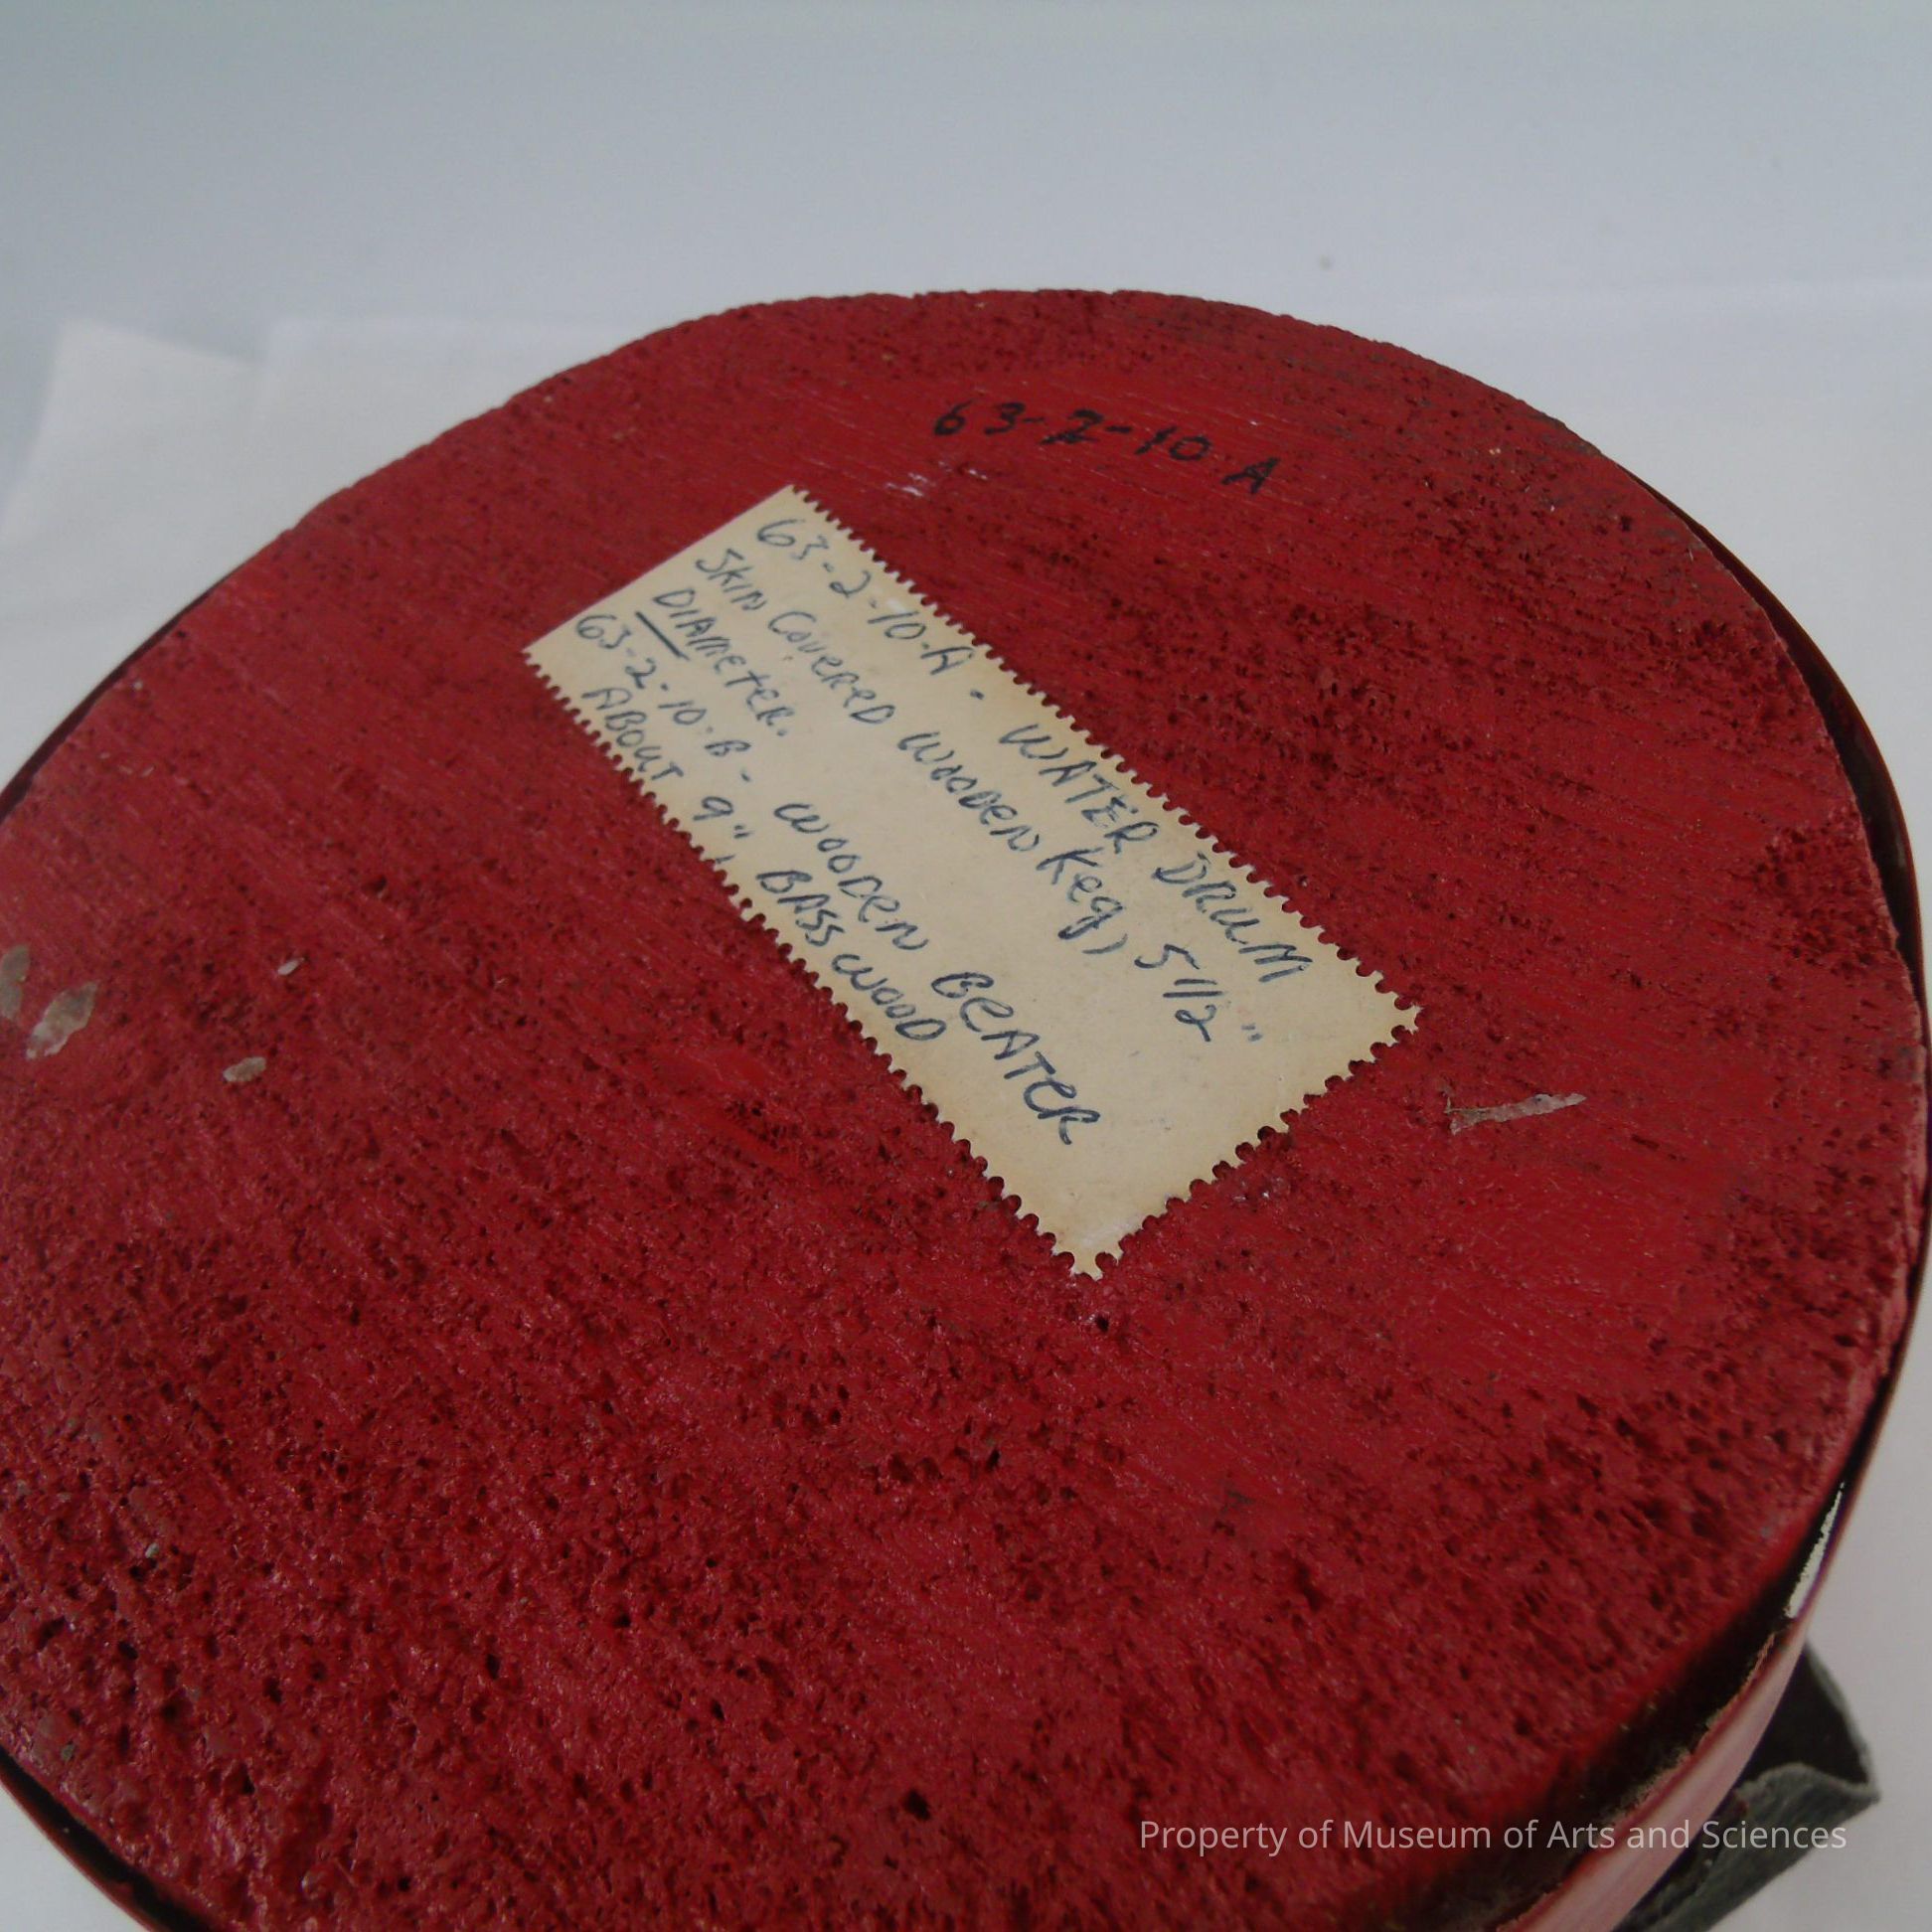 63-2-10 A
63-2-10-A - WATER DRUM
SKIN COVERED WOODEN KEG, 5 1/2"
DIAMETER.
63-2-10-B - WOODEN BEATER
ABOUT 9" BASSWOOD
Property of Museum of Arts and Sciences